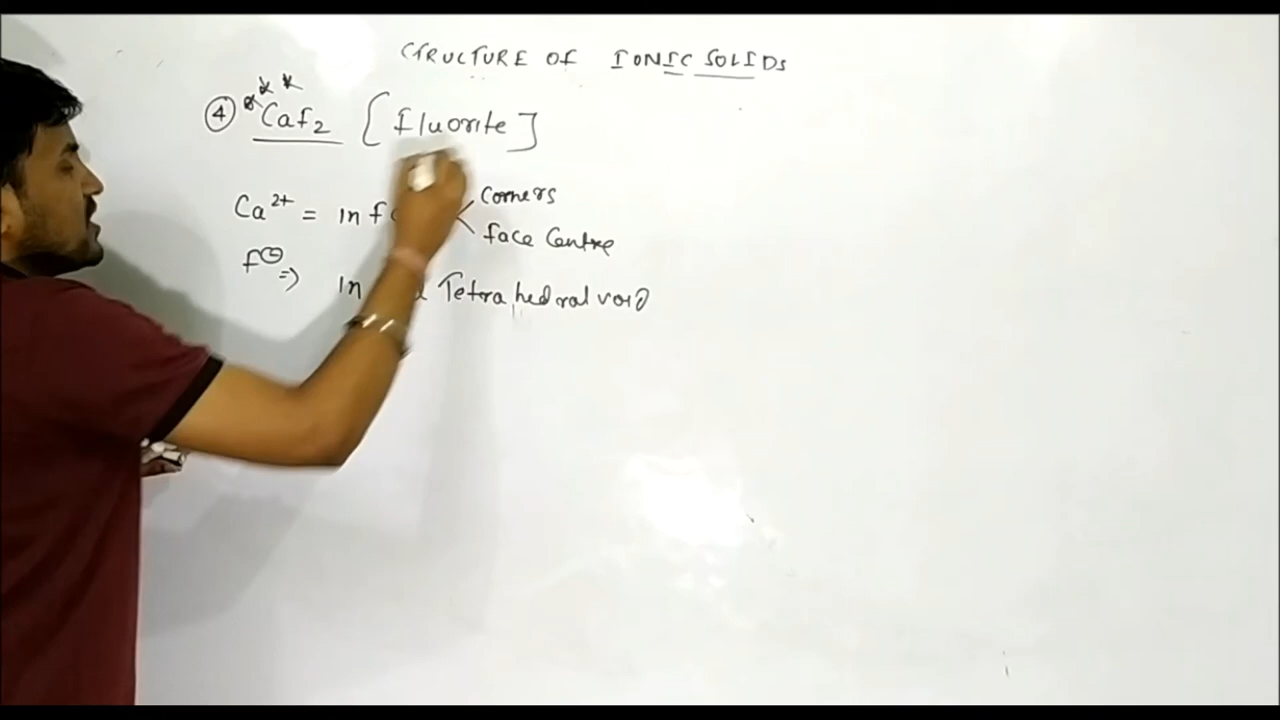 STRUCTURE OF IONIC SOLIDS
④ *** CaF2 [Fluorite]
Corners
Ca2+ = in
face Centre
F⊖ ⇒ in Tetrahedral void